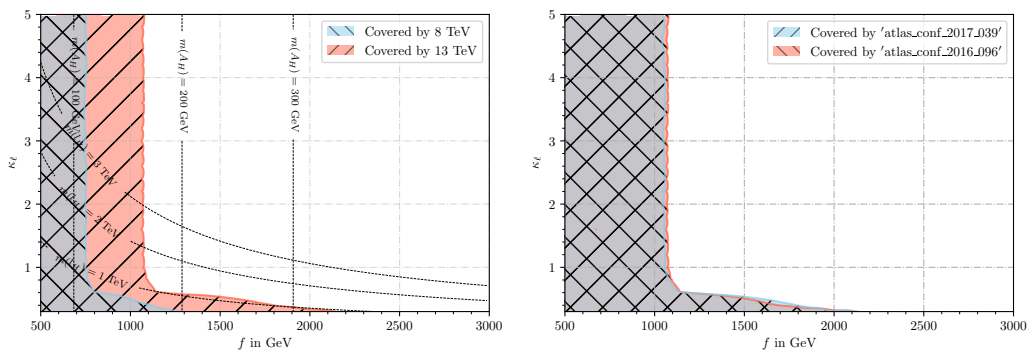 Covered by 8 TeV
Covered by 13 TeV
m(A_H) = 100 GeV
m(A_H) = 200 GeV
m(A_H) = 300 GeV
= 3 TeV
= 2 TeV
= 1 TeV
5
4
3
2
1
κ_ℓ
500 1000 1500 2000 2500 3000
f in GeV
Covered by 'atlas_conf_2017_039'
Covered by 'atlas_conf_2016_096'
5
4
3
2
1
κ_ℓ
500 1000 1500 2000 2500 3000
f in GeV